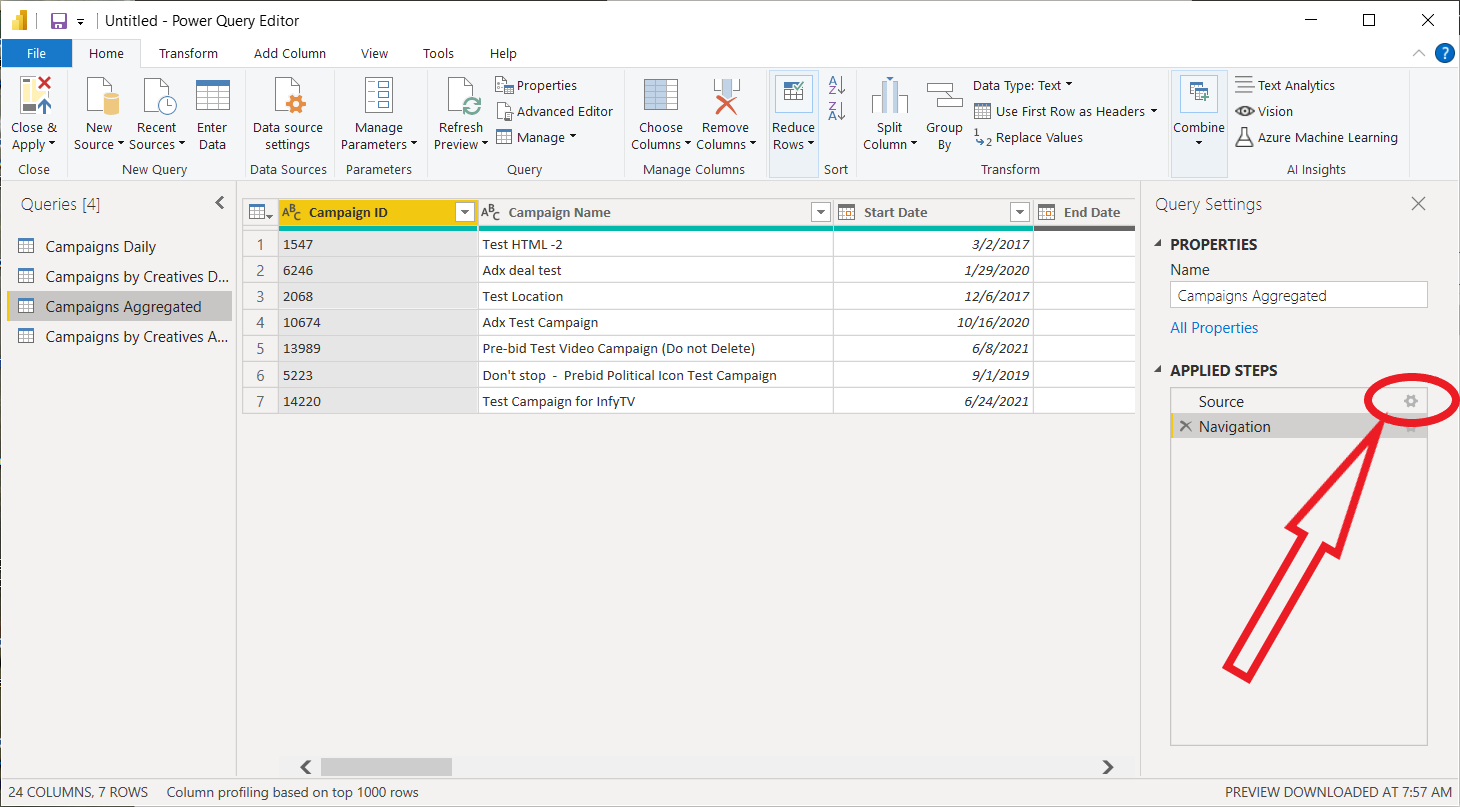 Untitled - Power Query Editor
File Home Transform Add Column View Tools Help
?
Close & Apply
New Source
Recent Sources
Enter Data
Data source settings
Manage Parameters
Refresh Preview
Properties
Advanced Editor
Manage
Choose Columns
Remove Columns
Reduce Rows
A Z
Z A
Split Column
Group By
Data Type: Text
Use First Row as Headers
1 2 Replace Values
Combine
Text Analytics
Vision
Azure Machine Learning
Close New Query Data Sources Parameters Query Manage Columns Sort Transform AI Insights
Queries [4]
Campaigns Daily
Campaigns by Creatives D...
Campaigns Aggregated
Campaigns by Creatives A...
ABC Campaign ID ABC Campaign Name Start Date End Date
1 1547 Test HTML -2 3/2/2017
2 6246 Adx deal test 1/29/2020
3 2068 Test Location 12/6/2017
4 10674 Adx Test Campaign 10/16/2020
5 13989 Pre-bid Test Video Campaign (Do not Delete) 6/8/2021
6 5223 Don't stop - Prebid Political Icon Test Campaign 9/1/2019
7 14220 Test Campaign for InfyTV 6/24/2021
Query Settings
PROPERTIES
Name
Campaigns Aggregated
All Properties
APPLIED STEPS
Source
Navigation
24 COLUMNS, 7 ROWS Column profiling based on top 1000 rows PREVIEW DOWNLOADED AT 7:57 AM